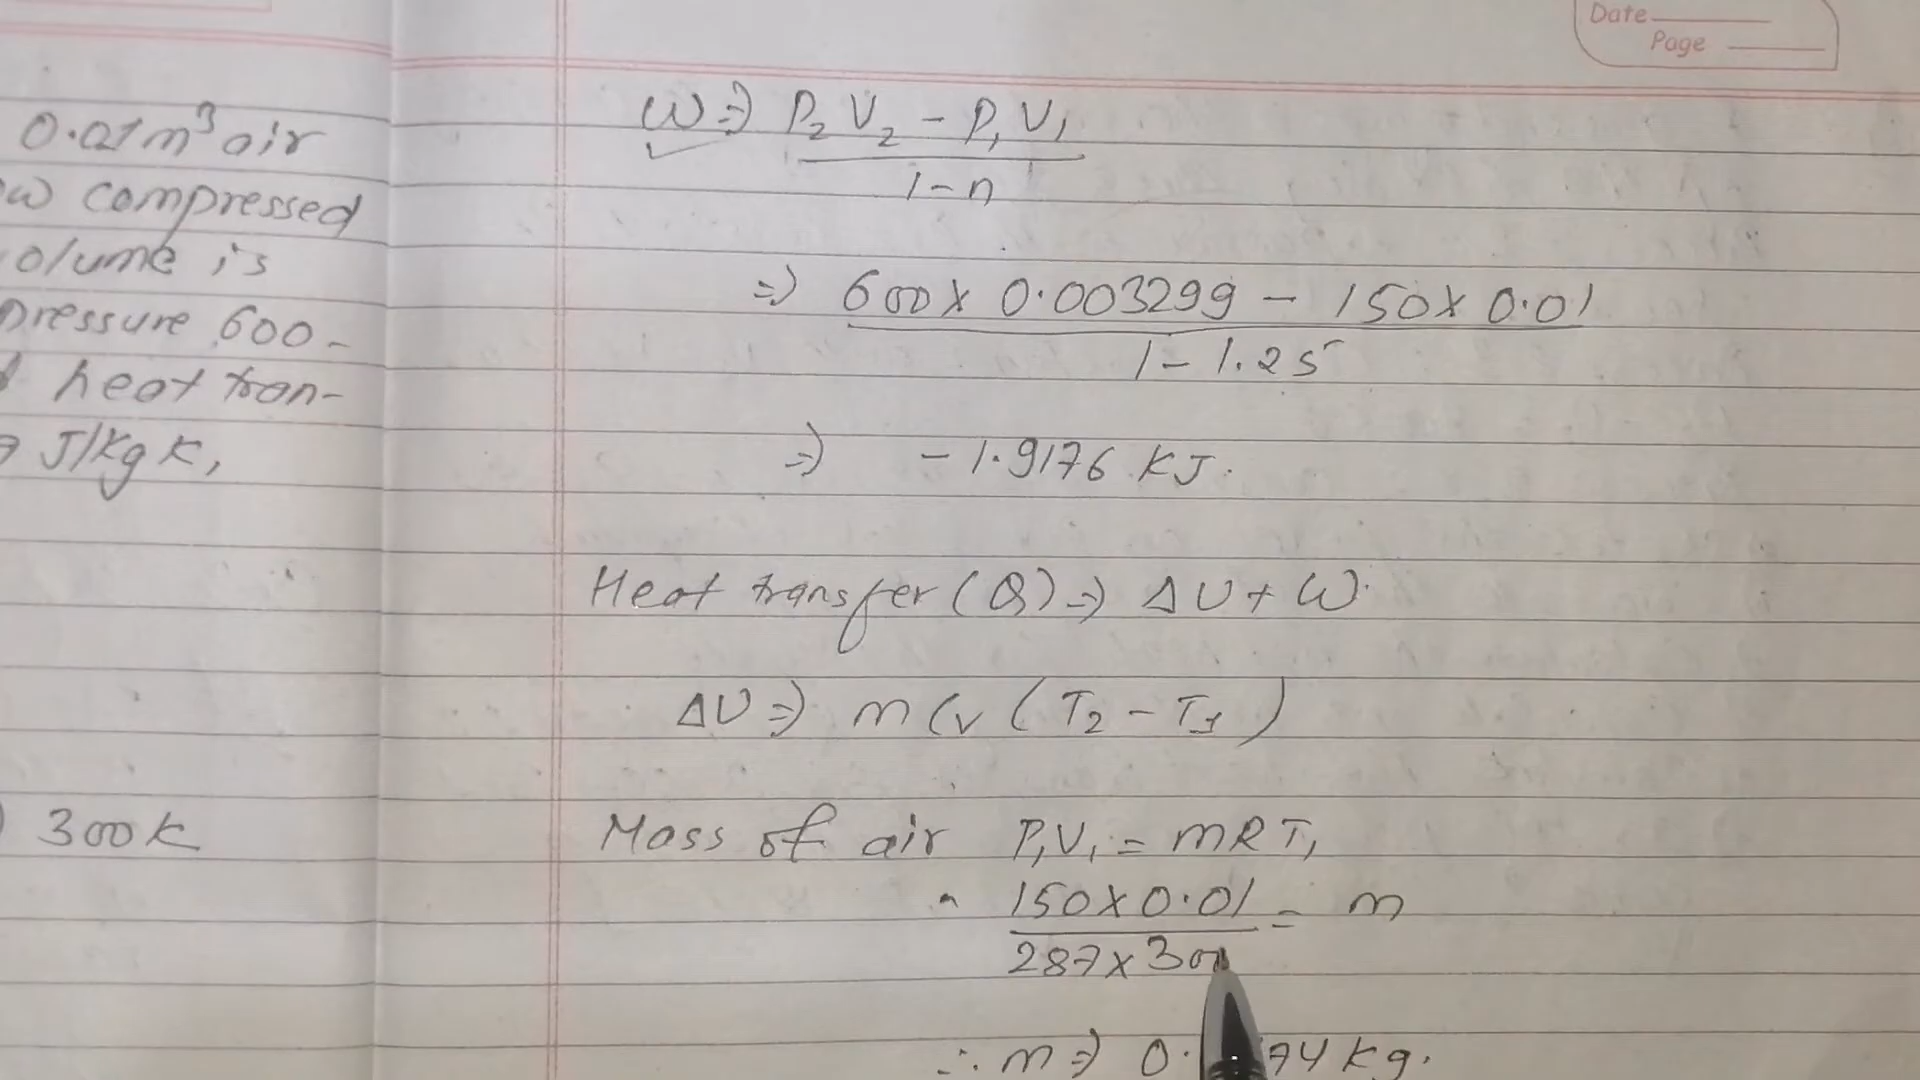 Date
Page
0.01m³ air
compressed
is
pressure 600-
heat tran-
J/kg K,
300K
W ⇒ P₂V₂ - P₁V₁
1-n
⇒ 600 x 0.003299 - 150 x 0.01
1-1.25
⇒ -1.9176 KJ.
Heat transfer (Q) ⇒ ΔU + W.
ΔU ⇒ m Cv (T₂ - T₁)
Mass of air P₁V₁ = mRT₁
150 x 0.01 = m
287 x 300
∴ m ⇒ 0. 74 kg.